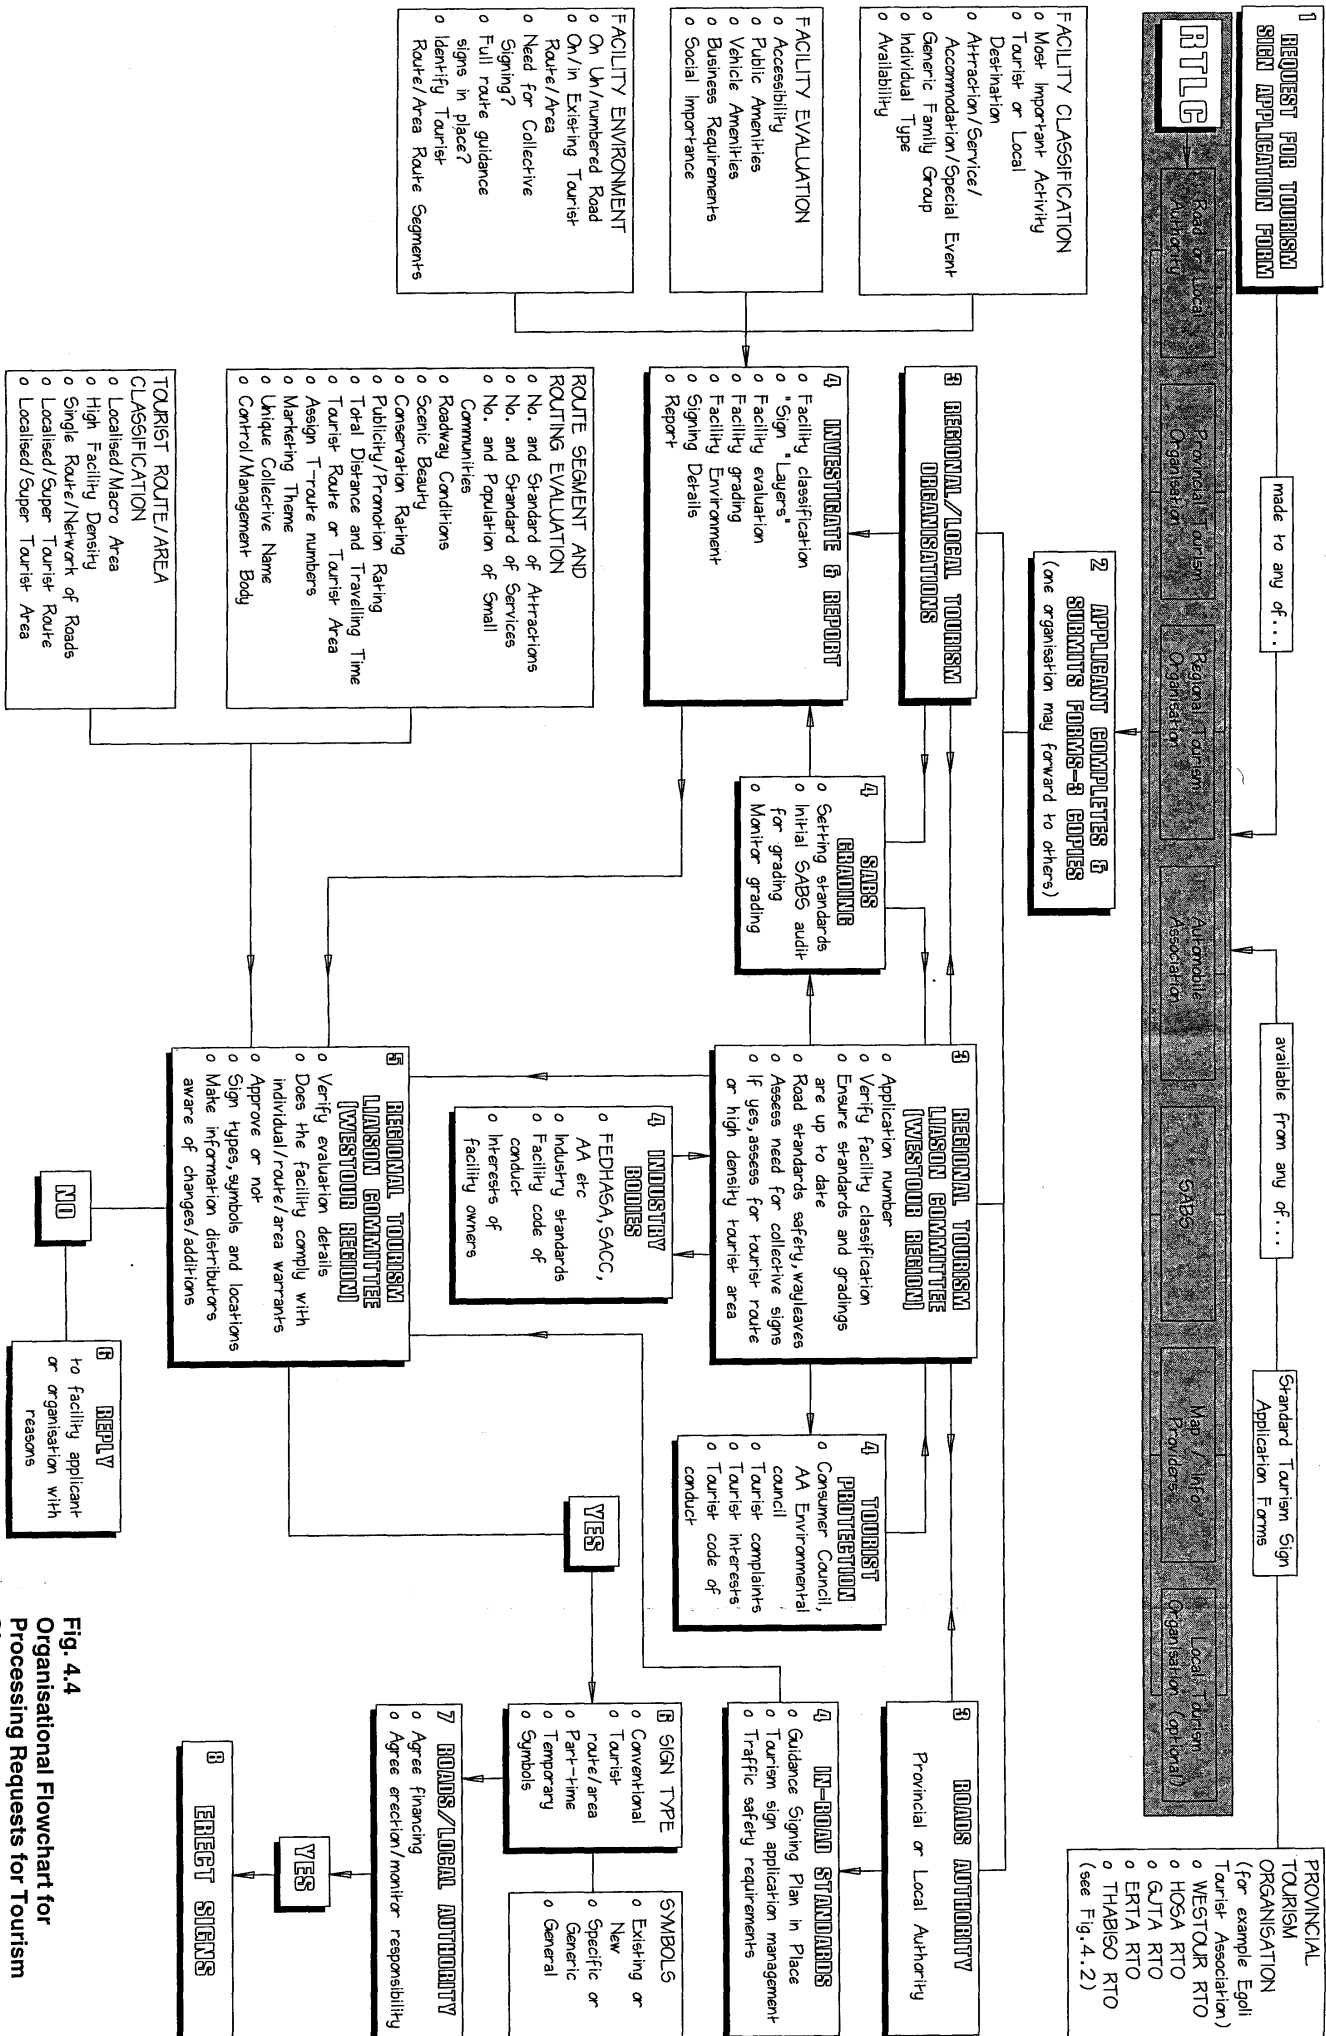 1 REQUEST FOR TOURISM
SIGN APPLICATION FORM
made to any of...
available from any of...
Standard Tourism Sign
Application Forms
PROVINCIAL
TOURISM
ORGANISATION
(for example Egoli
Tourist Association)
o WESTOUR RTO
o HOSA RTO
o GUTA RTO
o ERTA RTO
o THABISO RTO
(see Fig.4.2)
RTLC
Road or Local
Authority
Provincial Tourism
Organisation
Regional Tourism
Organisation
Automobile
Association
SABS
Map / Info
Providers
Local Tourism
Organisation (optional)
2 APPLICANT COMPLETES &
SUBMITS FORMS-3 COPIES
(one organisation may forward to others)
FACILITY CLASSIFICATION
o Most Important Activity
o Tourist or Local
Destination
o Attraction/Service/
Accommodation/Special Event
o Generic Family Group
o Individual Type
o Availability
FACILITY EVALUATION
o Accessibility
o Public Amenities
o Vehicle Amenities
o Business Requirements
o Social Importance
FACILITY ENVIRONMENT
o On Un/numbered Road
o On/in Existing Tourist
Route/Area
o Need for Collective
Signing?
o Full route guidance
signs in place?
o Identify Tourist
Route/Area Route Segments
3 REGIONAL/LOCAL TOURISM
ORGANISATIONS
4 INVESTIGATE & REPORT
o Facility classification
o "Sign "Layers"
o Facility evaluation
o Facility grading
o Facility Environment
o Signing Details
o Report
4 SABS
GRADING
o Setting standards
o Initial SABS audit
for grading
o Monitor grading
3 REGIONAL TOURISM
LIASON COMMITTEE
(WESTOUR REGION)
o Application number
o Verify facility classification
o Ensure standards and gradings
are up to date
o Road standards safety, wayleaves
o Assess need for collective signs
o If yes, assess for tourist route
or high density tourist area
4 TOURIST
PROTECTION
o Consumer Council,
AA Environmental
council
o Tourist complaints
o Tourist interests
o Tourist code of
conduct
3 ROADS AUTHORITY
Provincial or Local Authority
4 IN-ROAD STANDARDS
o Guidance Signing Plan in Place
o Tourism sign application management
o Traffic safety requirements
4 INDUSTRY
BODIES
o FEDHASA, SACC,
AA etc
o Industry standards
conduct
o Facility code of
conduct
o Interests of
facility owners
ROUTE SEGMENT AND
ROUTING EVALUATION
o No. and Standard of Attractions
o No. and Standard of Services
o No. and Population of Small
Communities
o Roadway Conditions
o Scenic Beauty
o Conservation Rating
o Publicity/Promotion Rating
o Total Distance and Travelling Time
o Tourist Route or Tourist Area
o Assign T-route numbers
o Marketing Theme
o Unique Collective Name
o Control/Management Body
TOURIST ROUTE/AREA
CLASSIFICATION
o Localised/Macro Area
o High Facility Density
o Single Route/Network of Roads
o Localised/Super Tourist Route
o Localised/Super Tourist Area
5 REGIONAL TOURISM
LIAISON COMMITTEE
(WESTOUR REGION)
o Verify evaluation details
o Does the facility comply with
individual/route/area warrants
o Approve or not
o Sign types, symbols and locations
o Make information distributors
aware of changes/additions
NO
6 REPLY
to facility applicant
or organisation with
reasons
YES
6 SIGN TYPE
o Conventional
o Tourist
route/area
o Part-time
o Temporary
o Symbols
SYMBOLS
o Existing or
New
o Specific or
Generic
o General
7 ROADS/LOCAL AUTHORITY
o Agree financing
o Agree erection/monitor responsibility
YES
8 ERECT SIGNS
Fig. 4.4
Organisational Flowchart for
Processing Requests for Tourism